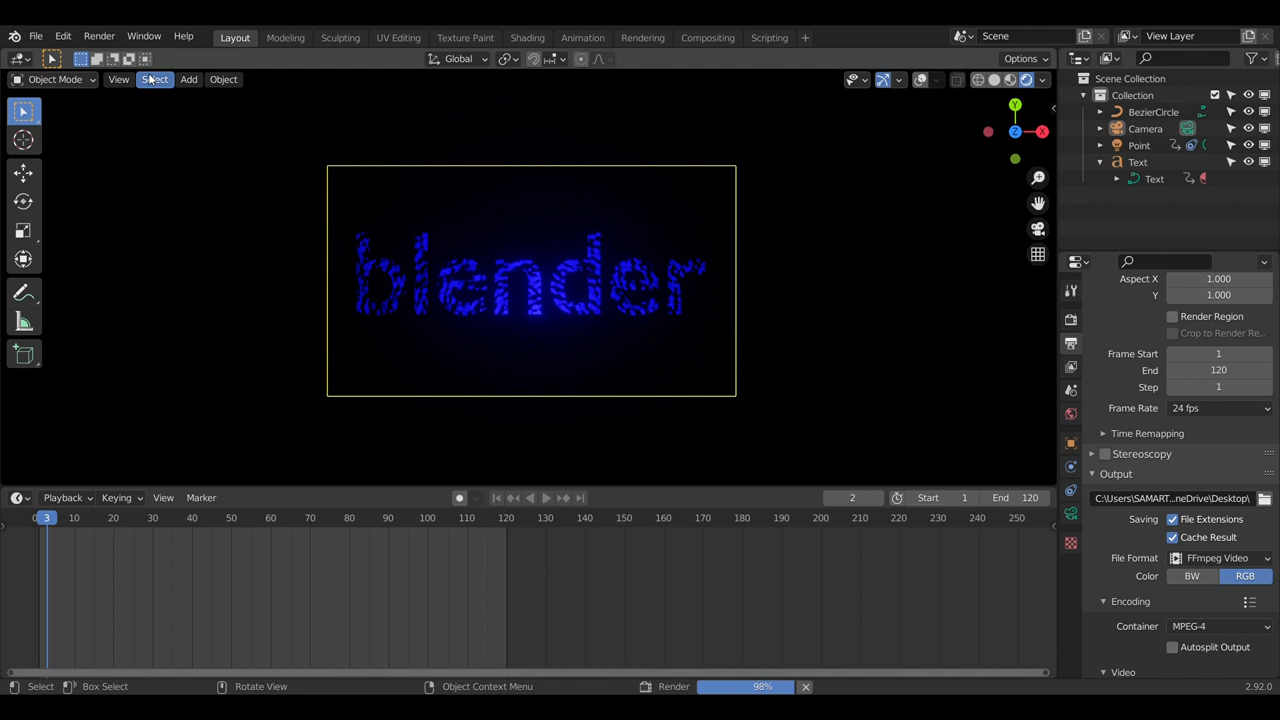 File Edit Render Window Help Layout Modeling Sculpting UV Editing Texture Paint Shading Animation Rendering Compositing Scripting + Scene View Layer
Global Options
Object Mode View Select Add Object
Scene Collection
Collection
BezierCircle
Camera
Point
Text
Text
Y
Z X
blender
Aspect X 1.000
Y 1.000
Render Region
Crop to Render Re...
Frame Start 1
End 120
Step 1
Frame Rate 24 fps
Time Remapping
Stereoscopy
Output
C:\Users\SAMART...neDrive\Desktop\
Saving File Extensions
Cache Result
File Format FFmpeg Video
Color BW RGB
Encoding
Container MPEG-4
Autosplit Output
Video
Playback Keying View Marker 2 Start 1 End 120
0 3 10 20 30 40 50 60 70 80 90 100 110 120 130 140 150 160 170 180 190 200 210 220 230 240 250
Select Box Select Rotate View Object Context Menu Render 98% 2.92.0